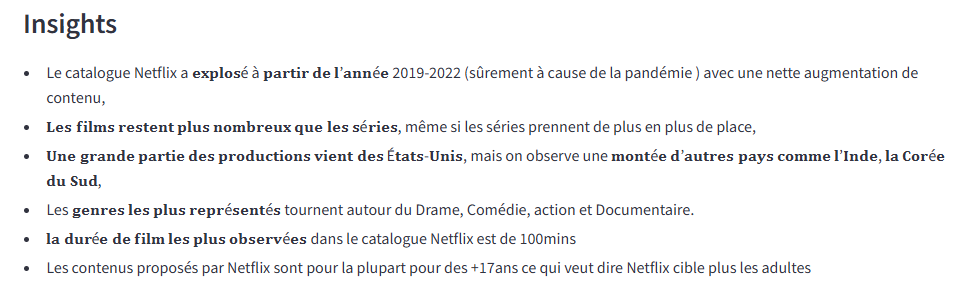 Insights
Le catalogue Netflix a explosé à partir de l'année 2019-2022 (sûrement à cause de la pandémie ) avec une nette augmentation de
contenu,
Les films restent plus nombreux que les séries, même si les séries prennent de plus en plus de place,
Une grande partie des productions vient des États-Unis, mais on observe une montée d'autres pays comme l'Inde, la Corée
du Sud,
Les genres les plus représentés tournent autour du Drame, Comédie, action et Documentaire.
la durée de film les plus observées dans le catalogue Netflix est de 100mins
Les contenus proposés par Netflix sont pour la plupart pour des +17ans ce qui veut dire Netflix cible plus les adultes